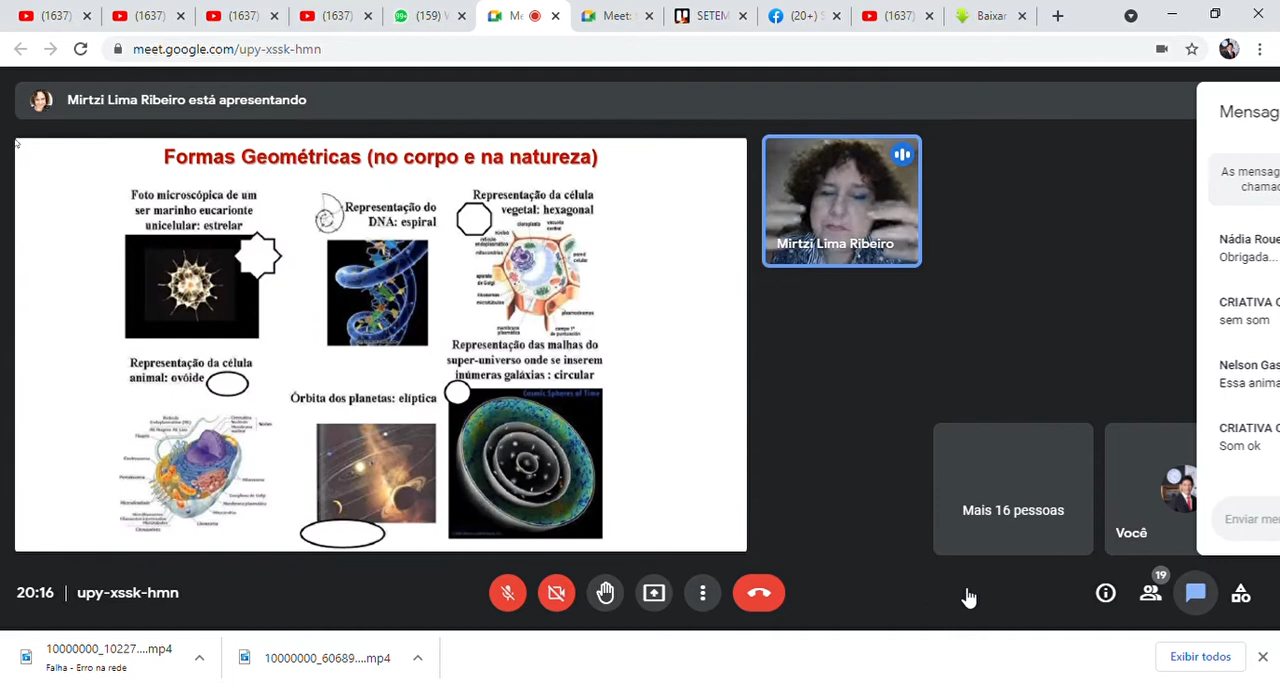 (1637)
(1637)
(1637)
(1637)
99+
(159)
Meet:
SETEM
(20+)
(1637)
Baixar
meet.google.com/upy-xssk-hmn
Mirtzi Lima Ribeiro está apresentando
Formas Geométricas (no corpo e na natureza)
Foto microscópica de um
ser marinho eucarionte
unicelular: estrelar
Representação do
DNA: espiral
Representação da célula
vegetal: hexagonal
Representação da célula
animal: ovóide
Órbita dos planetas: elíptica
Representação das malhas do
super-universo onde se inserem
inúmeras galáxias : circular
Cosmic Spheres of Time
Mirtzi Lima Ribeiro
Mais 16 pessoas
Você
Mensag
As mensag
chamad
Nádia Roue
Obrigada...
CRIATIVA C
sem som
Nelson Gas
Essa anima
CRIATIVA C
Som ok
Enviar me
20:16 | upy-xssk-hmn
19
10000000_10227....mp4
Falha - Erro na rede
10000000_60689....mp4
Exibir todos